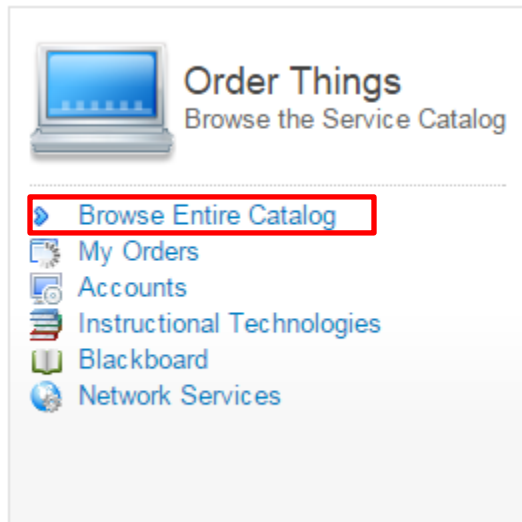 Order Things
Browse the Service Catalog
Browse Entire Catalog
My Orders
Accounts
Instructional Technologies
Blackboard
Network Services